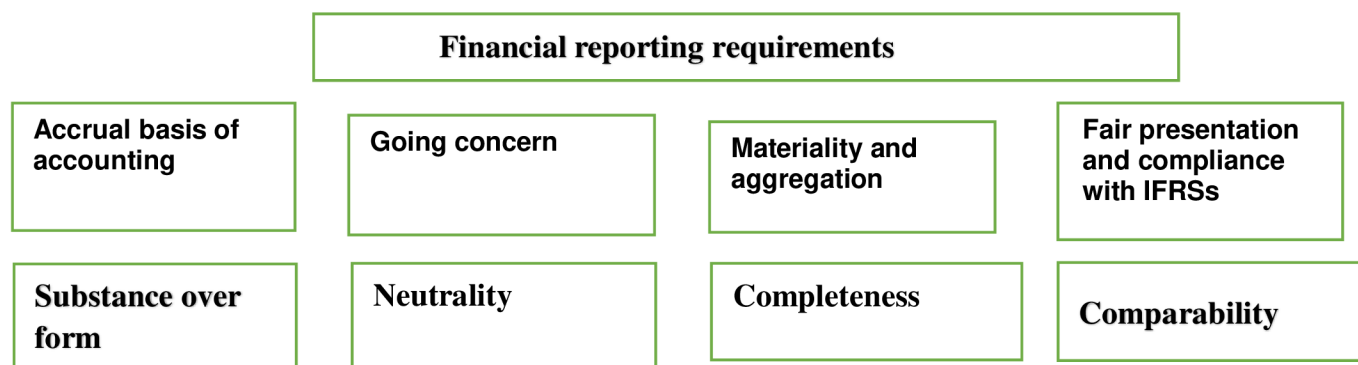 Financial reporting requirements
Accrual basis of
accounting
Going concern
Materiality and
aggregation
Fair presentation
and compliance
with IFRSs
Substance over
form
Neutrality
Completeness
Comparability